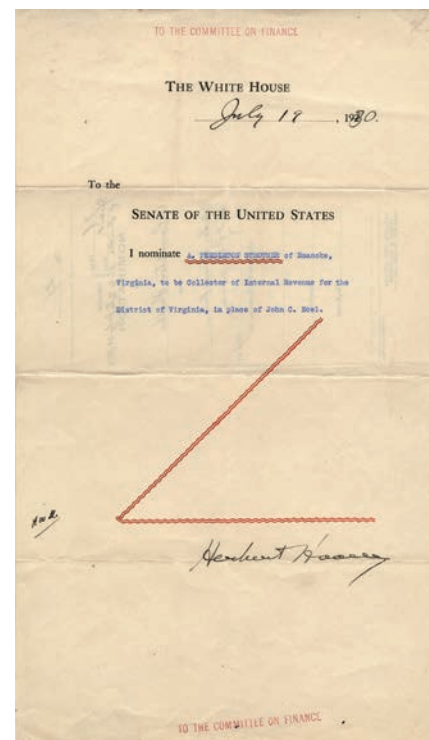 TO THE COMMITTEE ON FINANCE
THE WHITE HOUSE
July 19, 1930.
To the
SENATE OF THE UNITED STATES
I nominate A. PENDLETON STROTHER of Roanoke,
Virginia, to be Collector of Internal Revenue for the
District of Virginia, in place of John C. Noel.
Herbert Hoover
TO THE COMMITTEE ON FINANCE